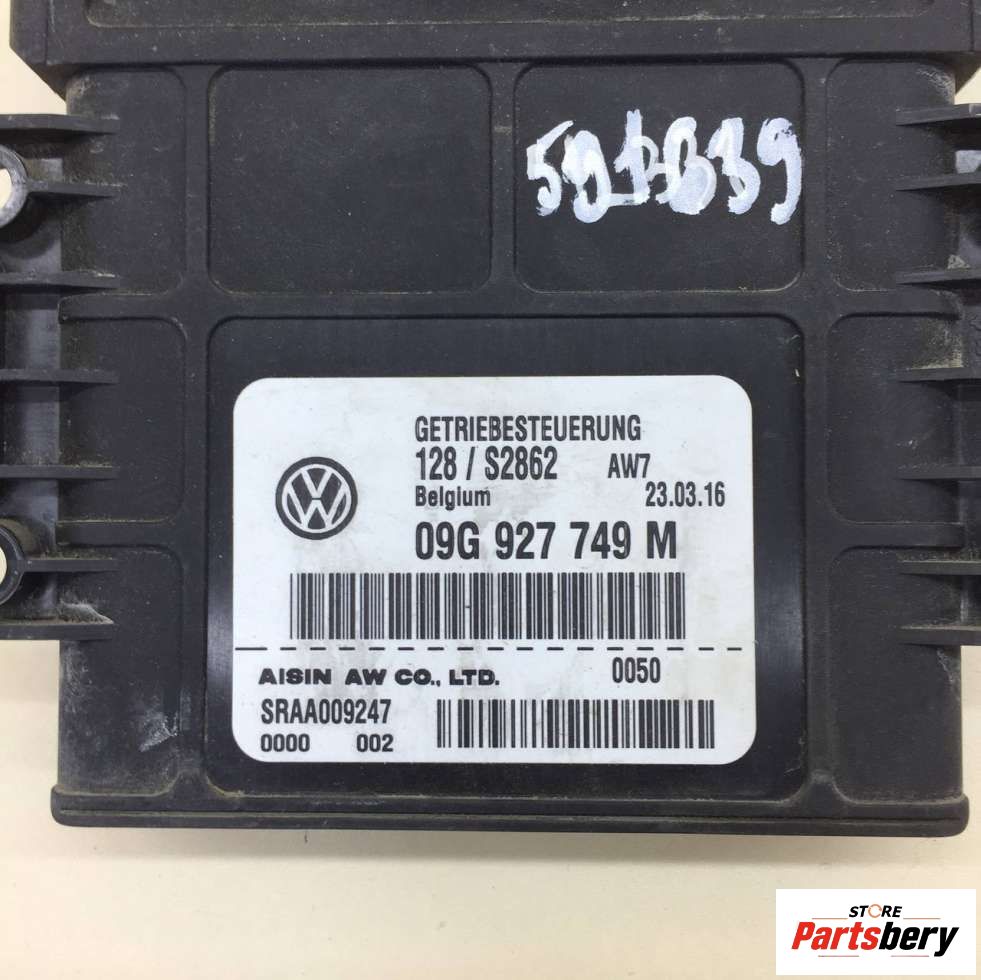 GETRIEBESTEUERUNG
128 / S2862 AW7
Belgium 23.03.16
09G 927 749 M
AISIN AW CO., LTD. 0050
SRAA009247
0000 002
STORE
Partsbery